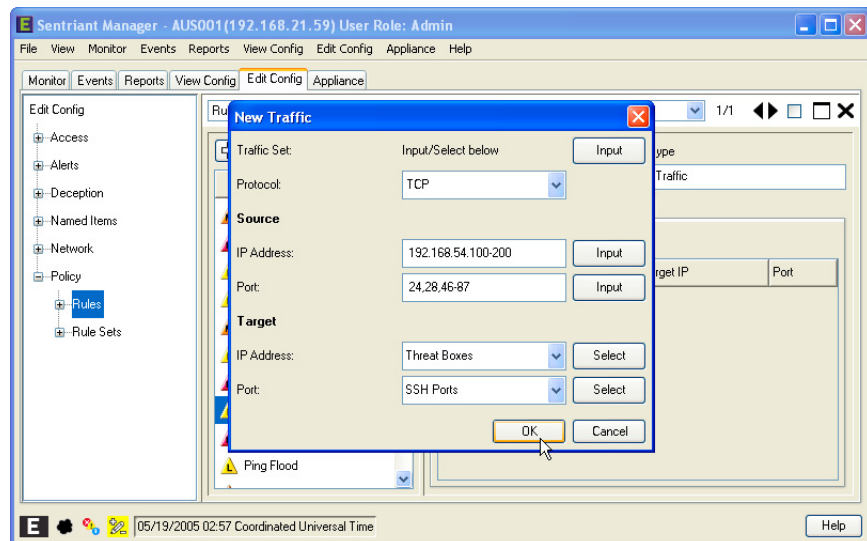 E Sentriant Manager - AUS001(192.168.21.59) User Role: Admin
File View Monitor Events Reports View Config Edit Config Appliance Help
Monitor Events Reports View Config Edit Config Appliance
Edit Config
Access
Alerts
Deception
Named Items
Network
Policy
Rules
Rule Sets
Ru
1/1
New Traffic
Traffic Set: Input/Select below Input
Protocol: TCP
Source
IP Address: 192.168.54.100-200 Input
Port: 24,28,46-87 Input
Target
IP Address: Threat Boxes Select
Port: SSH Ports Select
OK Cancel
ype
Traffic
rget IP Port
L Ping Flood
E 05/19/2005 02:57 Coordinated Universal Time Help